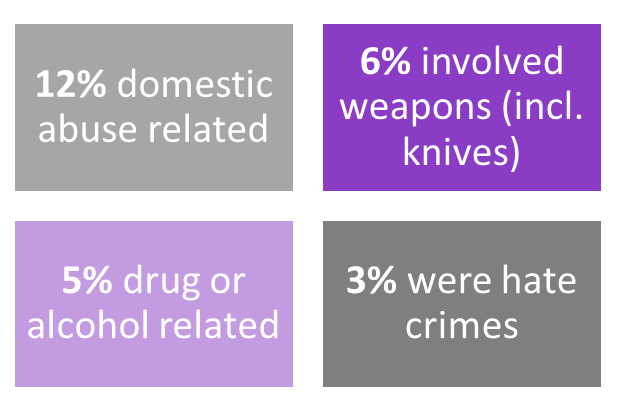 12% domestic
abuse related
6% involved
weapons (incl.
knives)
5% drug or
alcohol related
3% were hate
crimes